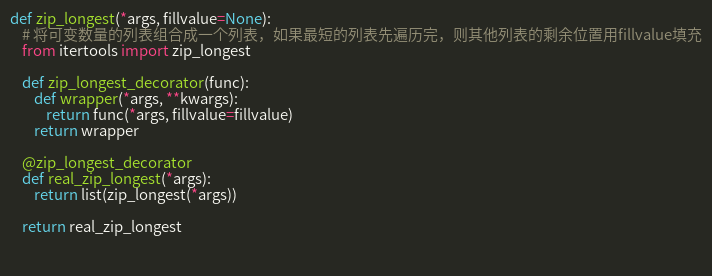 def zip_longest(*args, fillvalue=None):
# 将可变数量的列表组合成一个列表，如果最短的列表先遍历完，则其他列表的剩余位置用fillvalue填充
from itertools import zip_longest
def zip_longest_decorator(func):
def wrapper(*args, **kwargs):
return func(*args, fillvalue=fillvalue)
return wrapper
@zip_longest_decorator
def real_zip_longest(*args):
return list(zip_longest(*args))
return real_zip_longest